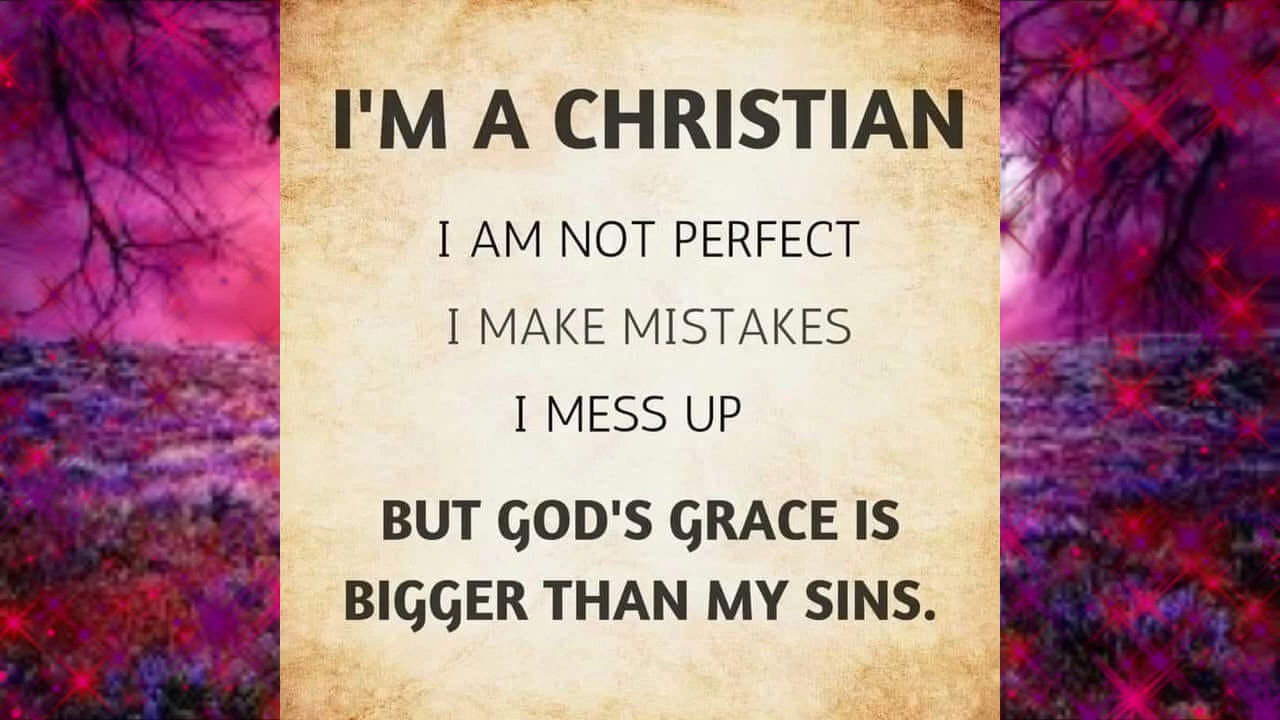 I'M A CHRISTIAN
I AM NOT PERFECT
I MAKE MISTAKES
I MESS UP
BUT GOD'S GRACE IS
BIGGER THAN MY SINS.